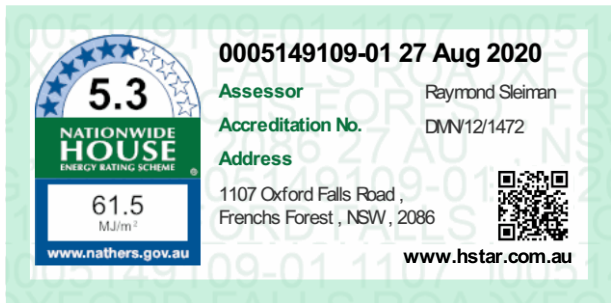 5.3
NATIONWIDE
HOUSE
ENERGY RATING SCHEME
®
61.5
MJ/m²
www.nathers.gov.au
0005149109-01 27 Aug 2020
Assessor Raymond Sleiman
Accreditation No. DMN/12/1472
Address
1107 Oxford Falls Road ,
Frenchs Forest , NSW , 2086
www.hstar.com.au